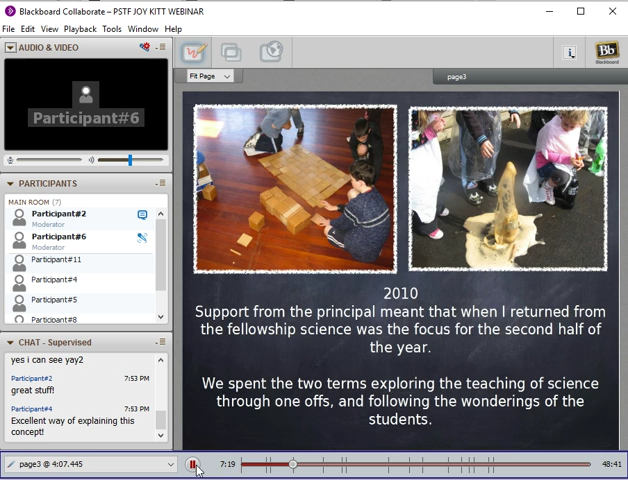 Blackboard Collaborate – PSTF JOY KITT WEBINAR
File Edit View Playback Tools Window Help
AUDIO & VIDEO
Participant#6
PARTICIPANTS
MAIN ROOM (7)
Participant#2
Moderator
Participant#6
Moderator
Participant#11
Participant#4
Participant#5
Participant#8
CHAT - Supervised
yes i can see yay2
Participant#2 7:53 PM
great stuff!
Participant#4 7:53 PM
Excellent way of explaining this
concept!
page3 @ 4:07.445
Fit Page
page3
i
Bb
Blackboard
2010
Support from the principal meant that when I returned from
the fellowship science was the focus for the second half of
the year.
We spent the two terms exploring the teaching of science
through one offs, and following the wonderings of the
students.
7:19
48:41